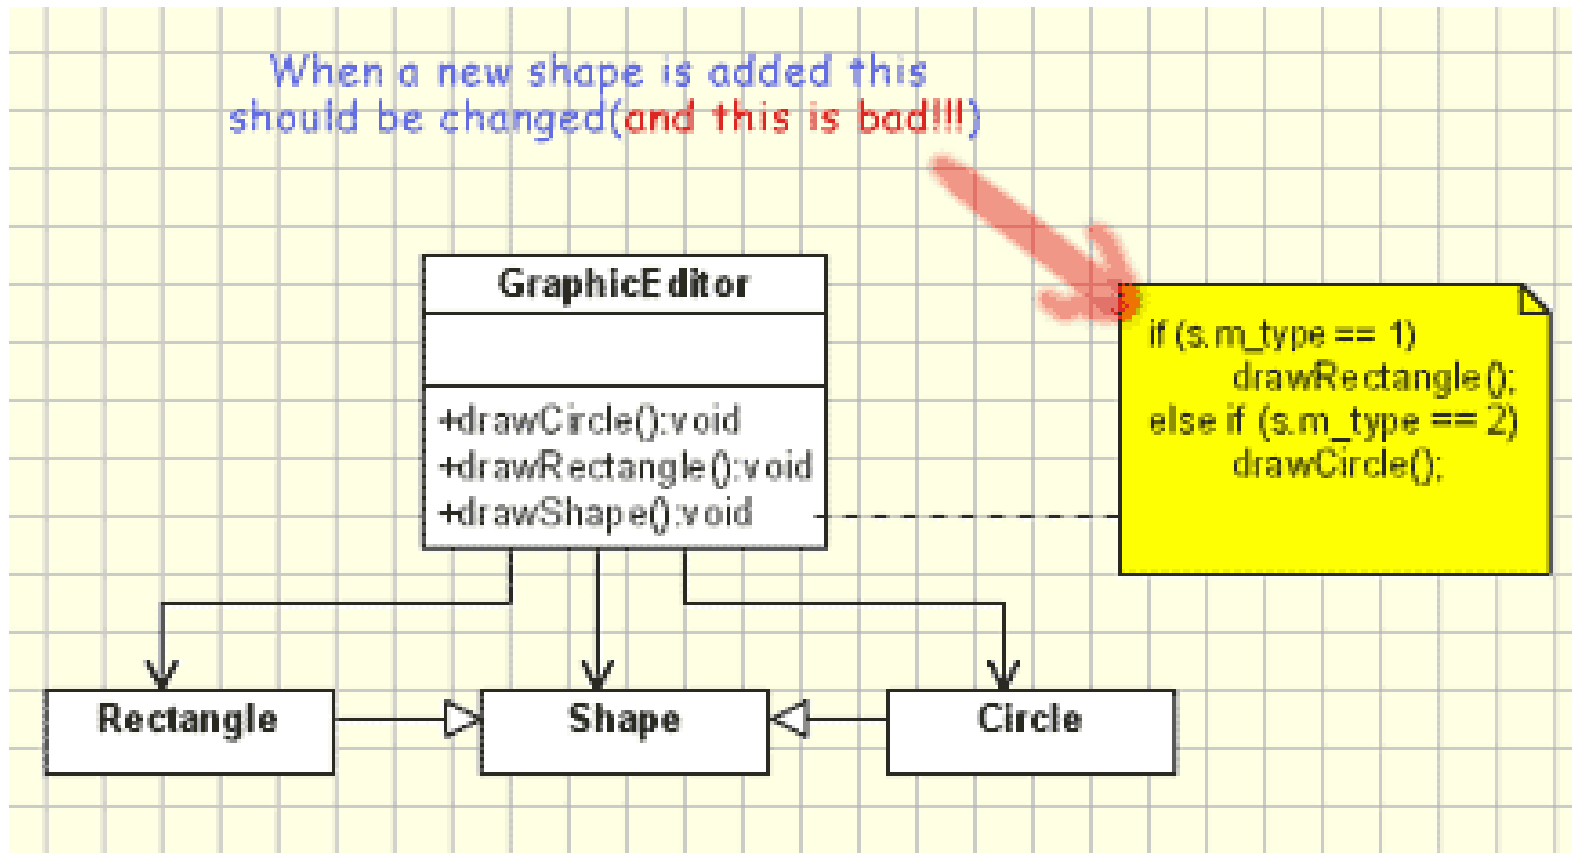 When a new shape is added this
should be changed(and this is bad!!!)
GraphicEditor
+drawCircle():void
+drawRectangle():void
+drawShape():void
if (s.m_type == 1)
drawRectangle();
else if (s.m_type == 2)
drawCircle();
Rectangle
Shape
Circle